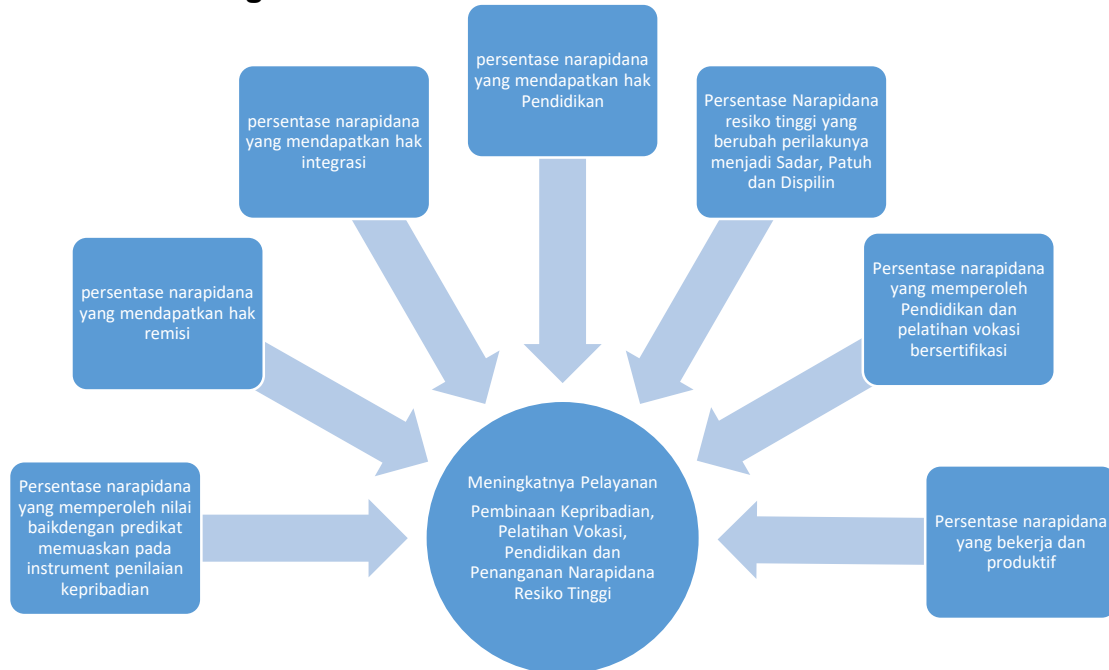 persentase narapidana
yang mendapatkan hak
Pendidikan
persentase narapidana
yang mendapatkan hak
integrasi
Persentase Narapidana
resiko tinggi yang
berubah perilakunya
menjadi Sadar, Patuh
dan Displin
persentase narapidana
yang mendapatkan hak
remisi
Persentase narapidana
yang memperoleh
Pendidikan dan
pelatihan vokasi
bersertifikasi
Persentase narapidana
yang memperoleh nilai
baikdengan predikat
memuaskan pada
instrument penilaian
kepribadian
Meningkatnya Pelayanan
Pembinaan Kepribadian,
Pelatihan Vokasi,
Pendidikan dan
Penanganan Narapidana
Resiko Tinggi
Persentase narapidana
yang bekerja dan
produktif